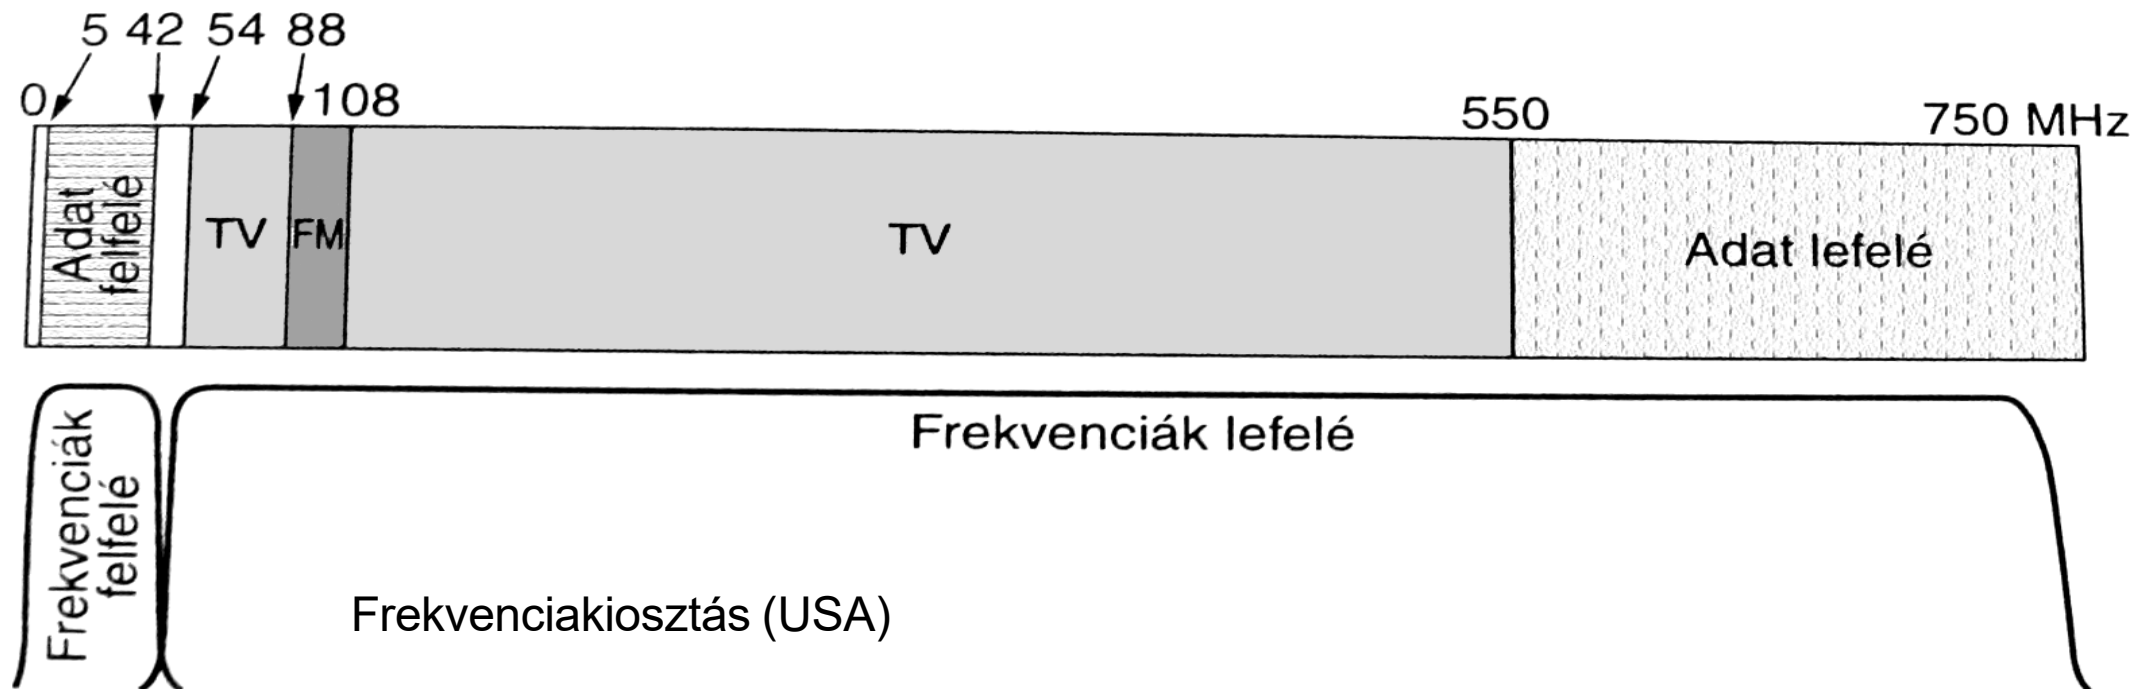 5 42 54 88
0 108 550 750 MHz
Adat
felfelé
TV
FM
TV
Adat lefelé
Frekvenciák
felfelé
Frekvenciák lefelé
Frekvenciakiosztás (USA)